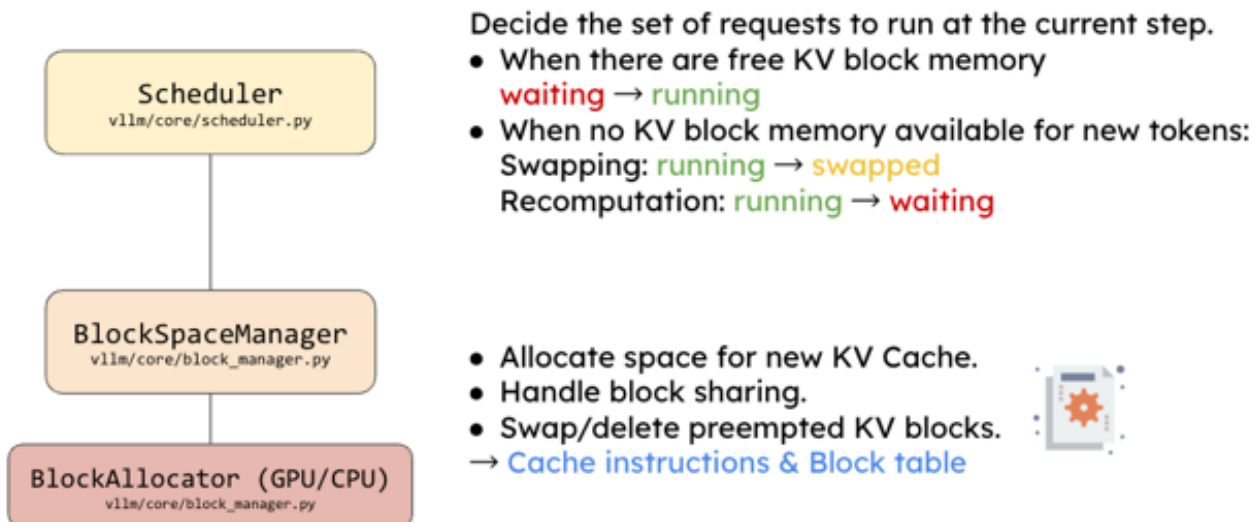 Scheduler
vllm/core/scheduler.py
BlockSpaceManager
vllm/core/block_manager.py
BlockAllocator (GPU/CPU)
vllm/core/block_manager.py
Decide the set of requests to run at the current step.
● When there are free KV block memory
waiting → running
● When no KV block memory available for new tokens:
Swapping: running → swapped
Recomputation: running → waiting
● Allocate space for new KV Cache.
● Handle block sharing.
● Swap/delete preempted KV blocks.
→ Cache instructions & Block table